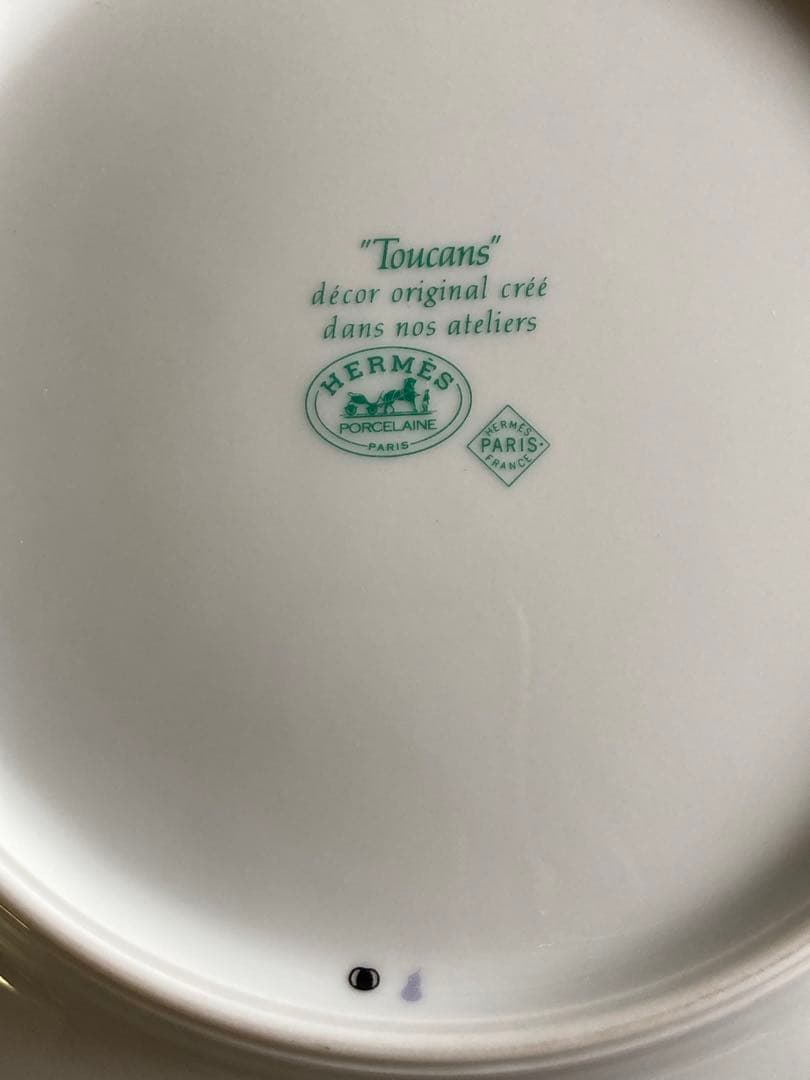 "Toucans"
décor original créé
dans nos ateliers
HERMÈS
PORCELAINE
PARIS
HERMÈS
PARIS
FRANCE